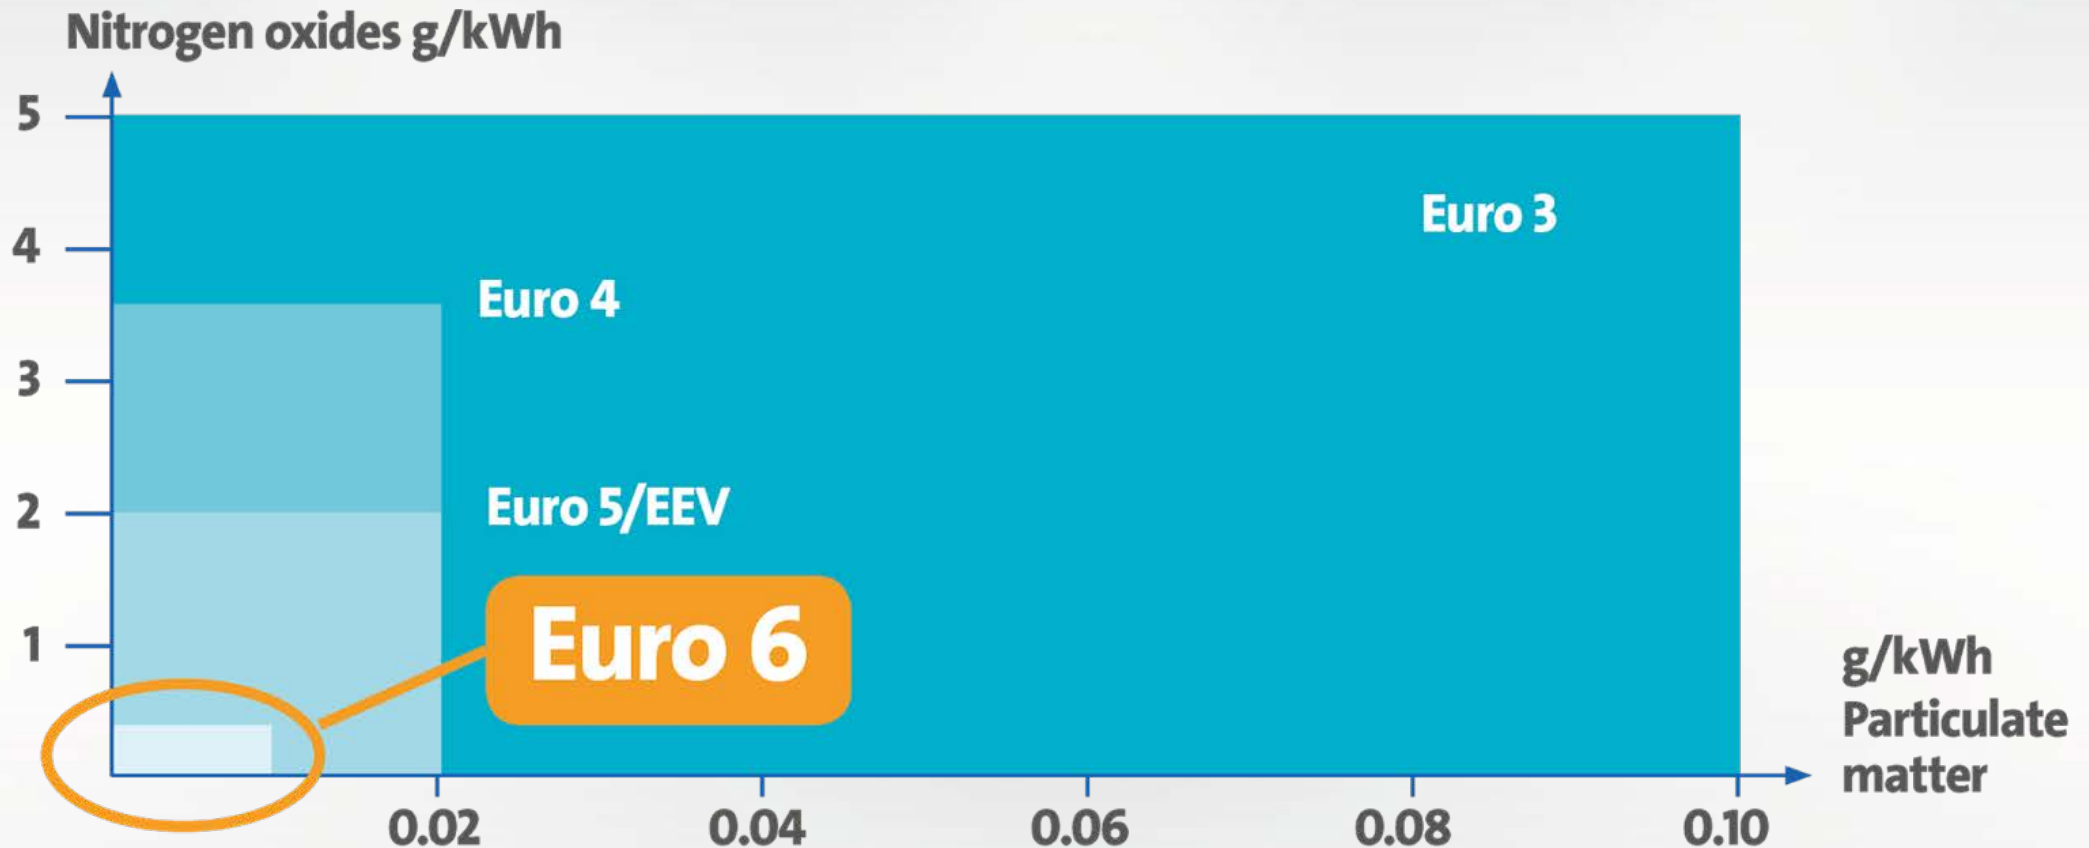 Nitrogen oxides g/kWh
5
4
3
2
1
Euro 3
Euro 4
Euro 5/EEV
Euro 6
g/kWh
Particulate
matter
0.02
0.04
0.06
0.08
0.10